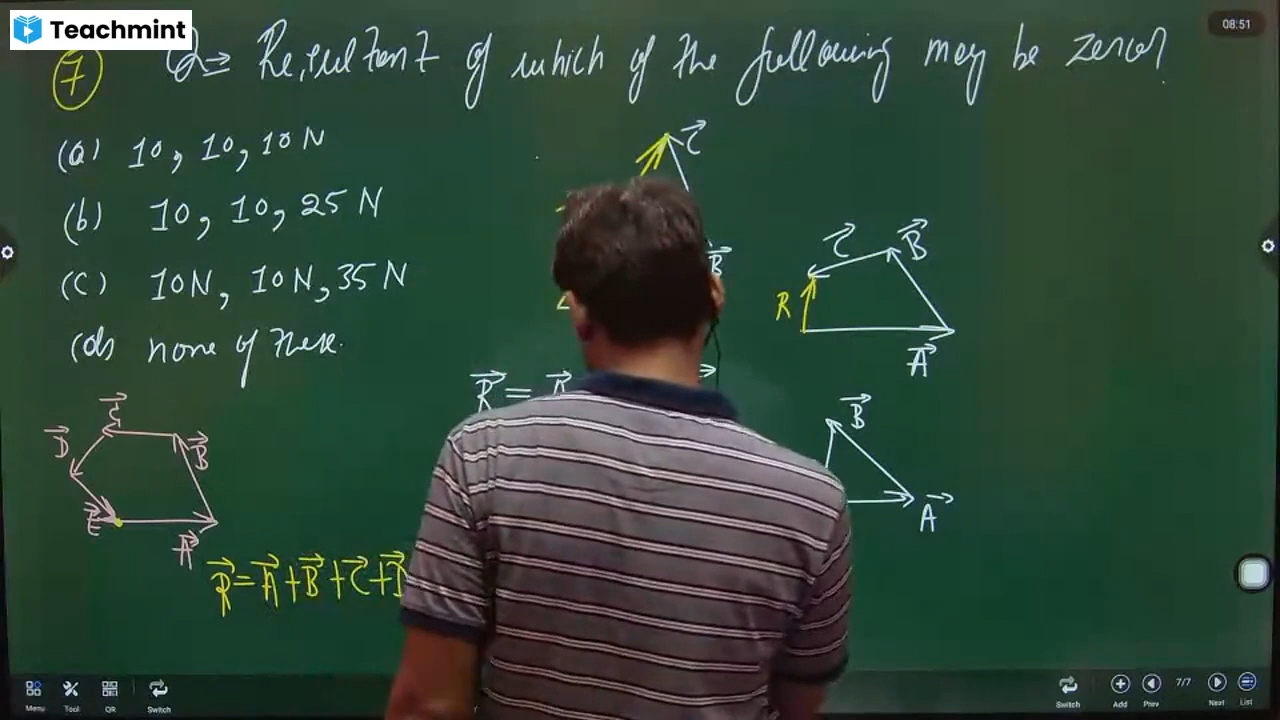 Teachmint
08:51
7 Q⇒ Resultant of which of the following may be zero?
(a) 10, 10, 10 N
(b) 10, 10, 25 N
(c) 10N, 10N, 35 N
(d) none of these.
C
B
C
B
R
A
R =
B
A
C
D
B
E
A
R = A + B + C + D
Menu
Tool
QR
Switch
Switch
Add
Prev
7/7
Next
List